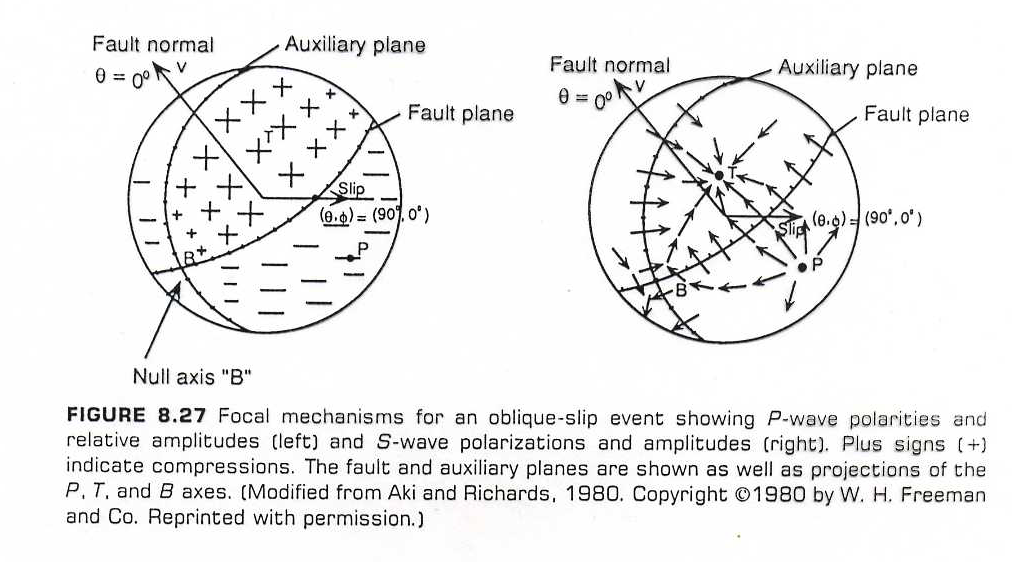 Fault normal
Auxiliary plane
θ = 0°
v
T
Fault plane
Slip
(θ,ϕ) = (90°,0°)
P
B
Null axis "B"
Fault normal
Auxiliary plane
θ = 0°
v
Fault plane
T
Slip
(θ,ϕ) = (90°,0°)
P
B
FIGURE 8.27 Focal mechanisms for an oblique-slip event showing P-wave polarities and
relative amplitudes (left) and S-wave polarizations and amplitudes (right). Plus signs (+)
indicate compressions. The fault and auxiliary planes are shown as well as projections of the
P, T, and B axes. (Modified from Aki and Richards, 1980. Copyright ©1980 by W. H. Freeman
and Co. Reprinted with permission.)